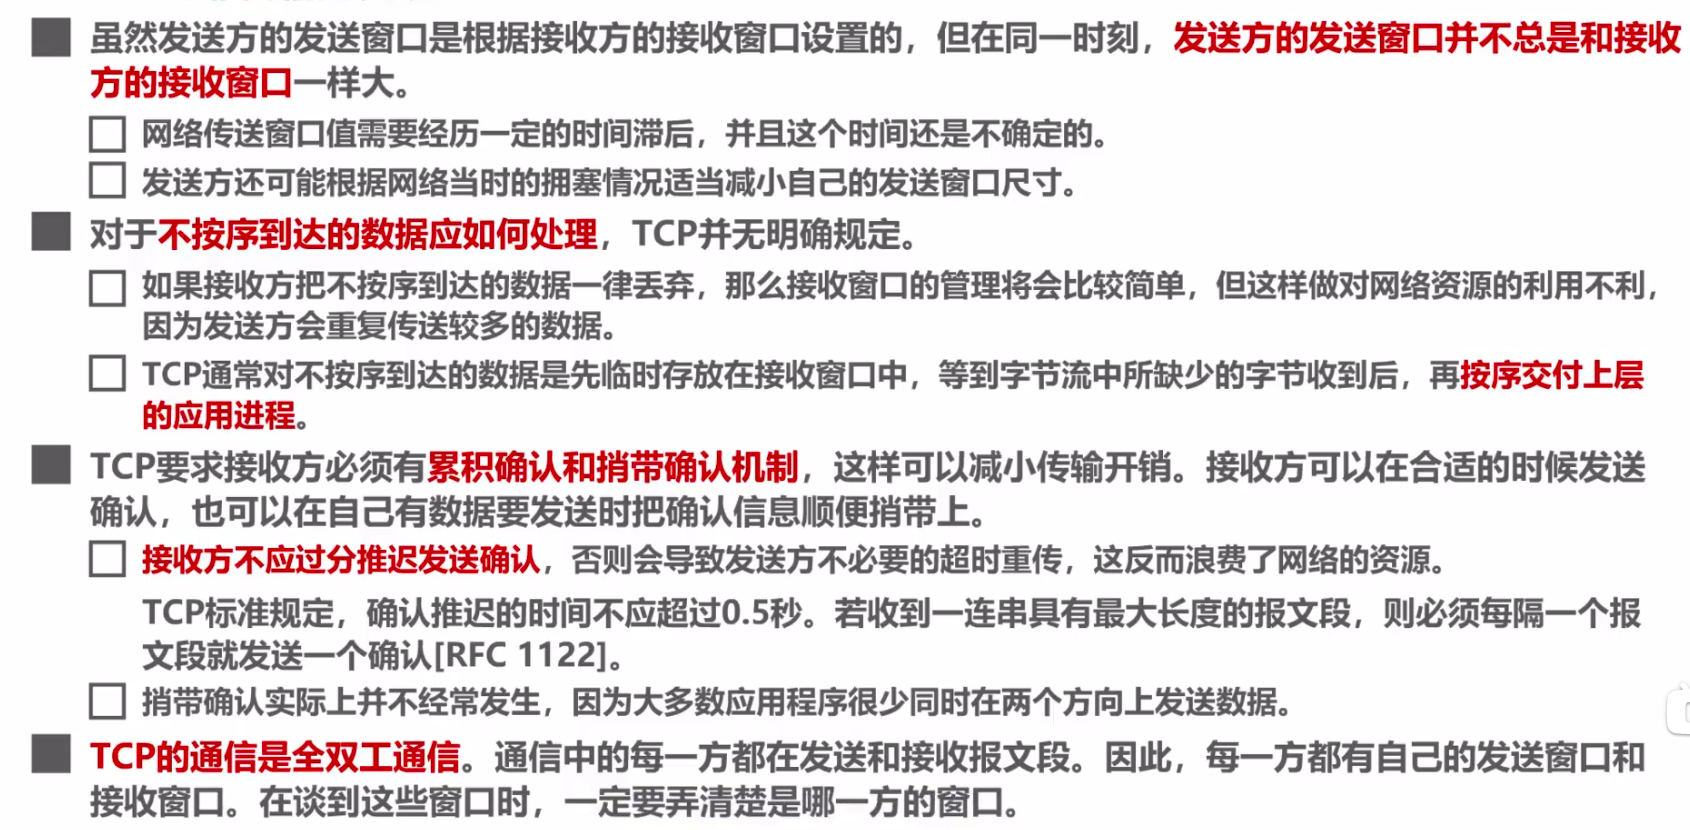 虽然发送方的发送窗口是根据接收方的接收窗口设置的，但在同一时刻，发送方的发送窗口并不总是和接收
方的接收窗口一样大。
网络传送窗口值需要经历一定的时间滞后，并且这个时间还是不确定的。
发送方还可能根据网络当时的拥塞情况适当减小自己的发送窗口尺寸。
对于不按序到达的数据应如何处理，TCP并无明确规定。
如果接收方把不按序到达的数据一律丢弃，那么接收窗口的管理将会比较简单，但这样做对网络资源的利用不利，
因为发送方会重复传送较多的数据。
TCP通常对不按序到达的数据是先临时存放在接收窗口中，等到字节流中所缺少的字节收到后，再按序交付上层
的应用进程。
TCP要求接收方必须有累积确认和捎带确认机制，这样可以减小传输开销。接收方可以在合适的时候发送
确认，也可以在自己有数据要发送时把确认信息顺便捎带上。
接收方不应过分推迟发送确认，否则会导致发送方不必要的超时重传，这反而浪费了网络的资源。
TCP标准规定，确认推迟的时间不应超过0.5秒。若收到一连串具有最大长度的报文段，则必须每隔一个报
文段就发送一个确认[RFC 1122]。
捎带确认实际上并不经常发生，因为大多数应用程序很少同时在两个方向上发送数据。
TCP的通信是全双工通信。通信中的每一方都在发送和接收报文段。因此，每一方都有自己的发送窗口和
接收窗口。在谈到这些窗口时，一定要弄清楚是哪一方的窗口。